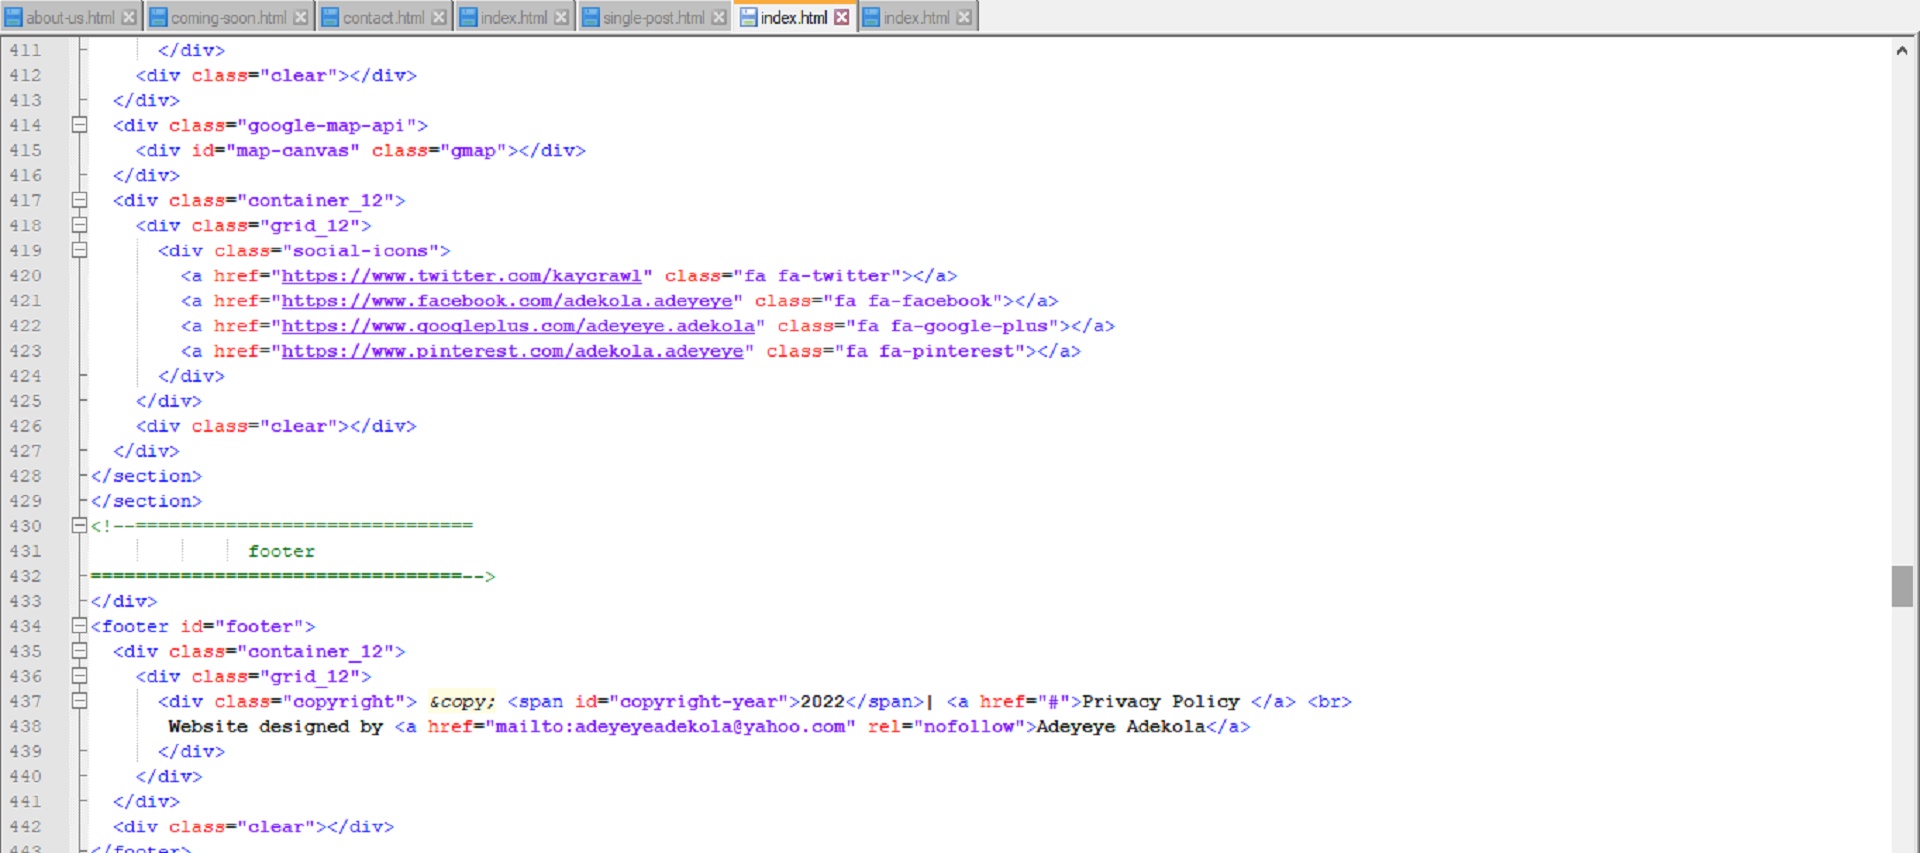 about-us.html coming-soon.html contact.html index.html single-post.html index.html index.html
411 </div>
412 <div class="clear"></div>
413 </div>
414 <div class="google-map-api">
415 <div id="map-canvas" class="gmap"></div>
416 </div>
417 <div class="container_12">
418 <div class="grid_12">
419 <div class="social-icons">
420 <a href="https://www.twitter.com/kaycrawl" class="fa fa-twitter"></a>
421 <a href="https://www.facebook.com/adekola.adeyeye" class="fa fa-facebook"></a>
422 <a href="https://www.googleplus.com/adeyeye.adekola" class="fa fa-google-plus"></a>
423 <a href="https://www.pinterest.com/adekola.adeyeye" class="fa fa-pinterest"></a>
424 </div>
425 </div>
426 <div class="clear"></div>
427 </div>
428 </section>
429 </section>
430 <!--==============================
431 footer
432 =================================-->
433 </div>
434 <footer id="footer">
435 <div class="container_12">
436 <div class="grid_12">
437 <div class="copyright"> &copy; <span id="copyright-year">2022</span>| <a href="#">Privacy Policy </a> <br>
438 Website designed by <a href="mailto:adeyeyeadekola@yahoo.com" rel="nofollow">Adeyeye Adekola</a>
439 </div>
440 </div>
441 </div>
442 <div class="clear"></div>
443 </footer>